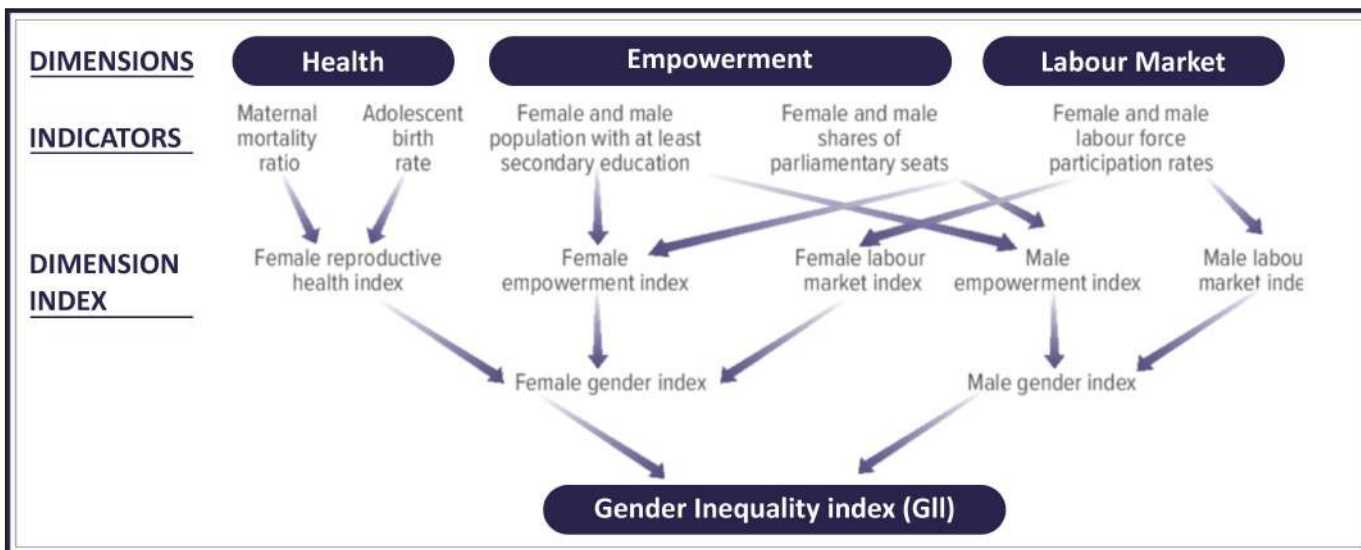 DIMENSIONS
Health
Empowerment
Labour Market
INDICATORS
Maternal
mortality
ratio
Adolescent
birth
rate
Female and male
population with at least
secondary education
Female and male
shares of
parliamentary seats
Female and male
labour force
participation rates
DIMENSION
INDEX
Female reproductive
health index
Female
empowerment index
Female labour
market index
Male
empowerment index
Male labou
market inde
Female gender index
Male gender index
Gender Inequality index (GII)